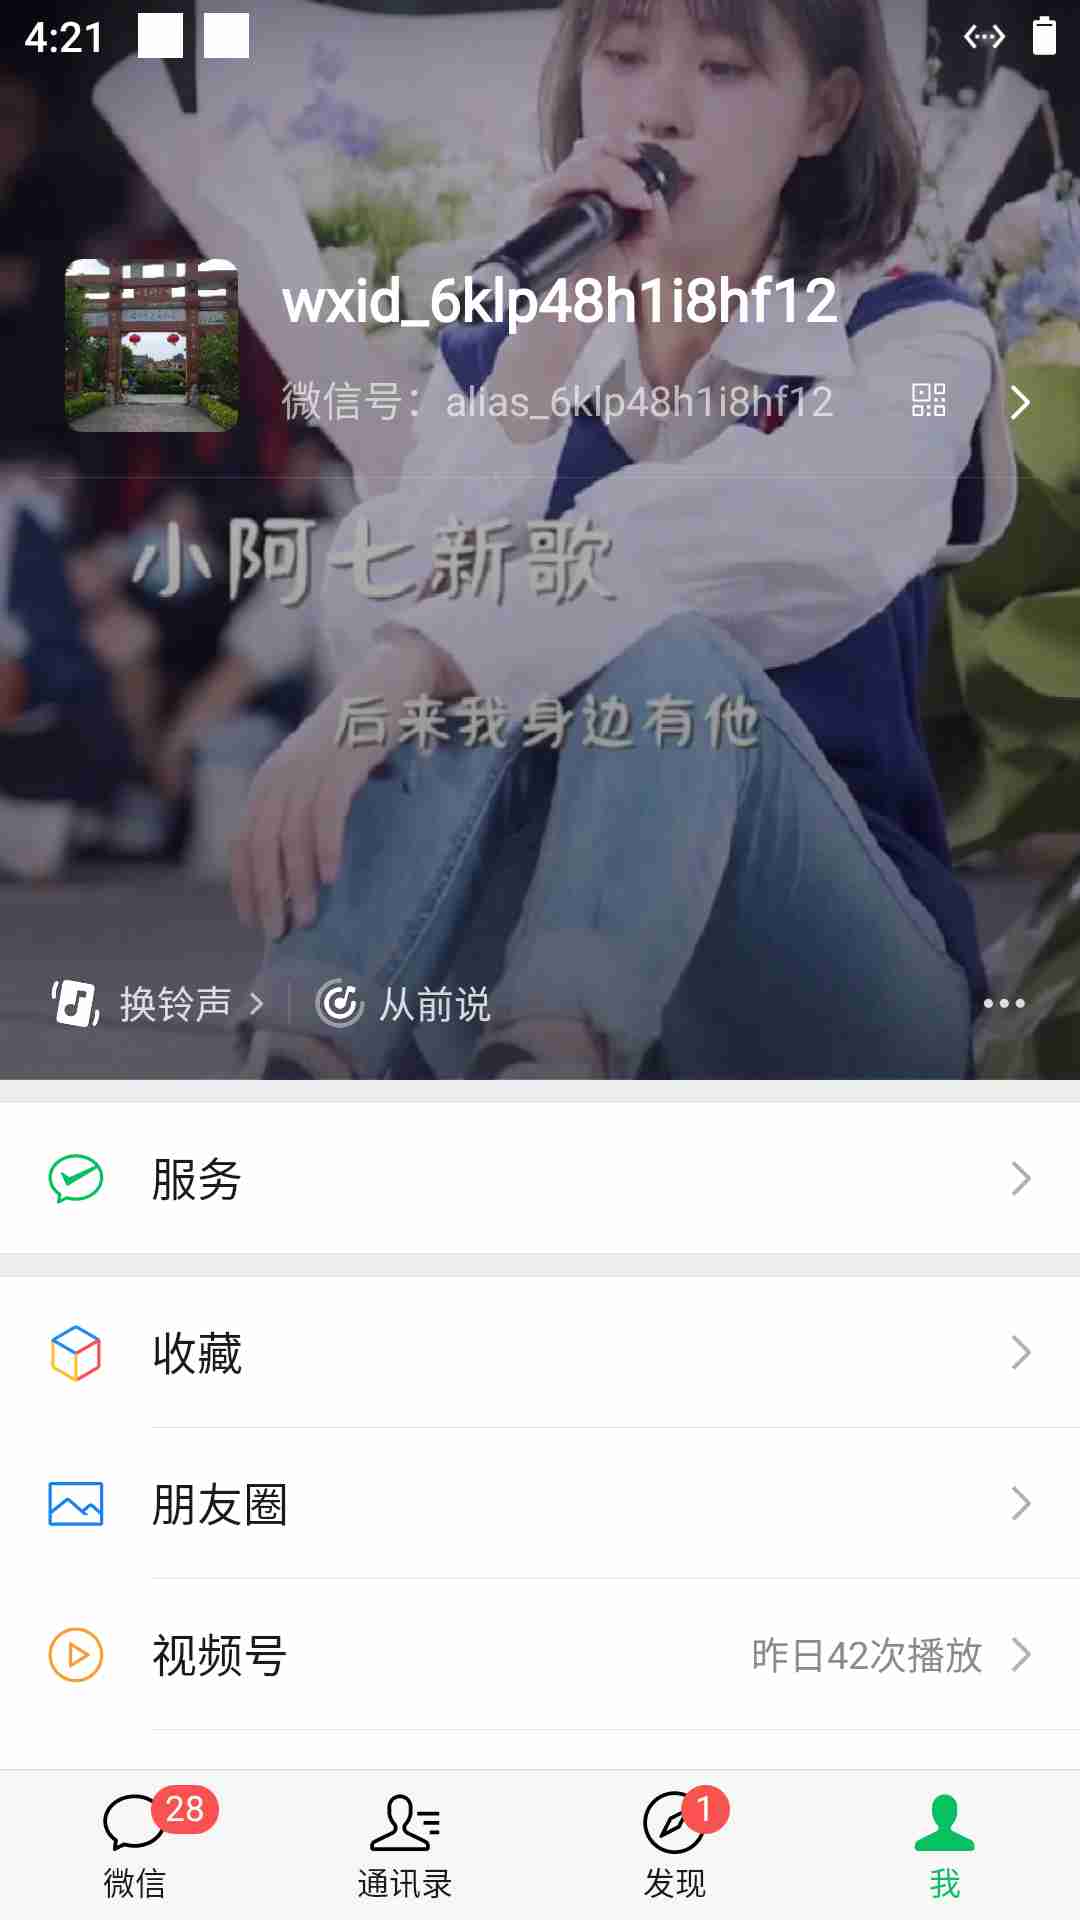 4:21
wxid_6klp48h1i8hf12
微信号：alias_6klp48h1i8hf12
小阿七新歌
后来我身边有他
换铃声
从前说
服务
收藏
朋友圈
视频号 昨日42次播放
28 1
微信 通讯录 发现 我